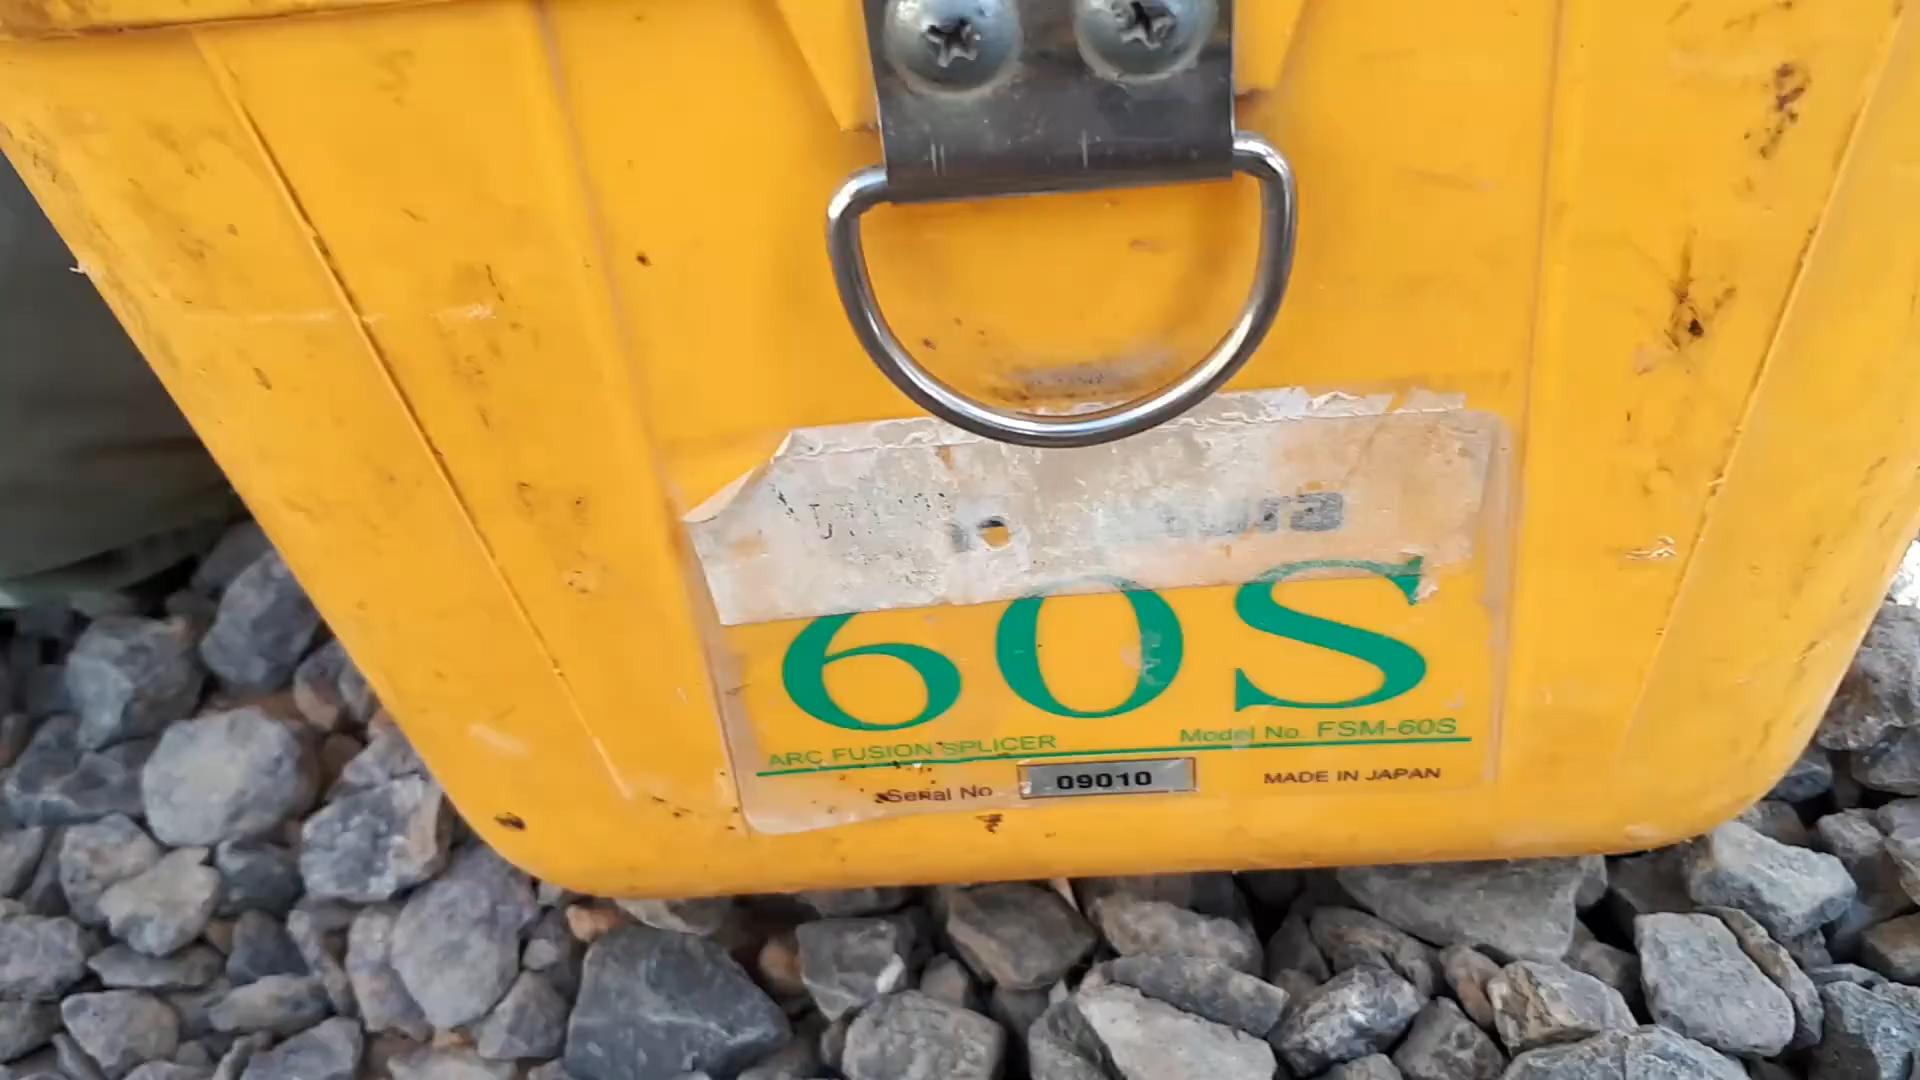 60S
ARC FUSION SPLICER Model No. FSM-60S
Serial No 09010 MADE IN JAPAN